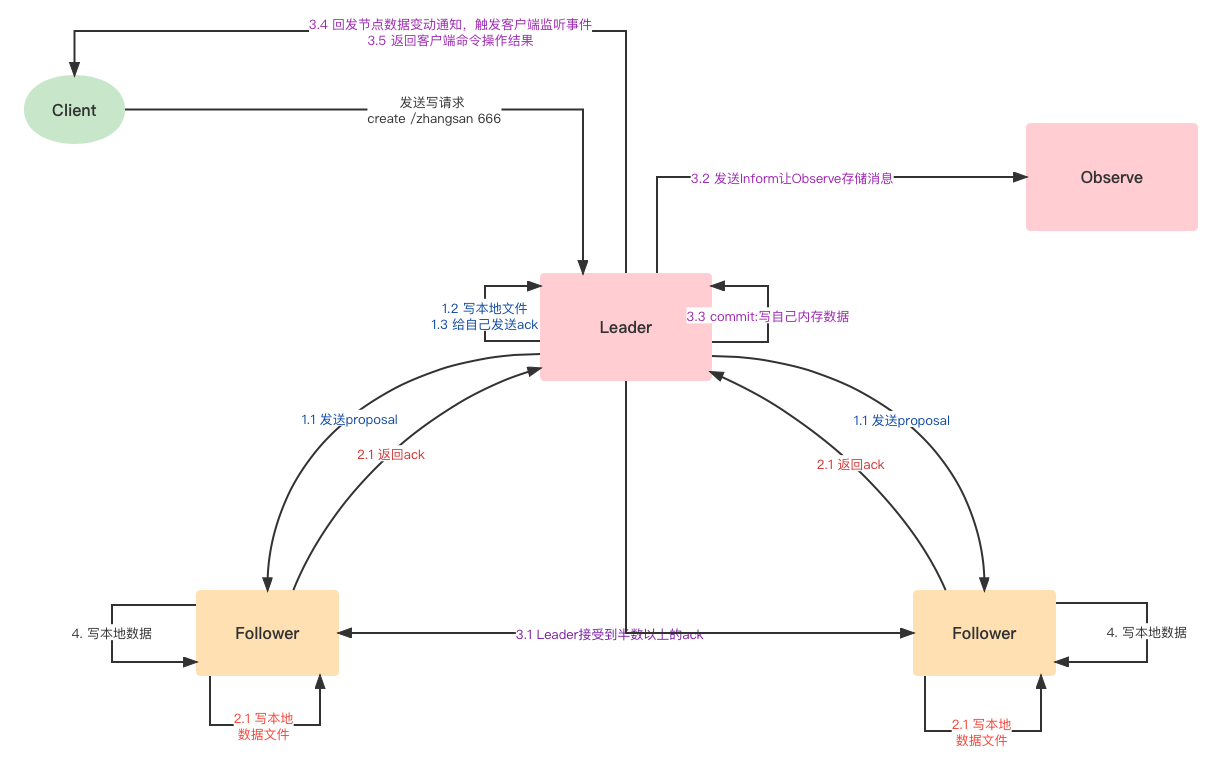 3.4 回发节点数据变动通知，触发客户端监听事件
3.5 返回客户端命令操作结果
Client
发送写请求
create /zhangsan 666
3.2 发送Inform让Observe存储消息
Observe
1.2 写本地文件
1.3 给自己发送ack
Leader
3.3 commit:写自己内存数据
1.1 发送proposal
1.1 发送proposal
2.1 返回ack
2.1 返回ack
4. 写本地数据
Follower
3.1 Leader接受到半数以上的ack
Follower
4. 写本地数据
2.1 写本地
数据文件
2.1 写本地
数据文件